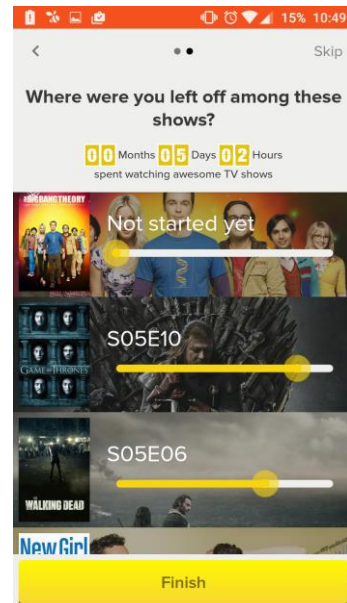 15% 10:49
Skip
Where were you left off among these
shows?
00 Months 05 Days 02 Hours
spent watching awesome TV shows
THE BIG BANG THEORY
Not started yet
S05E10
GAME OF THRONES
S05E06
THE
WALKING DEAD
New Girl
Finish